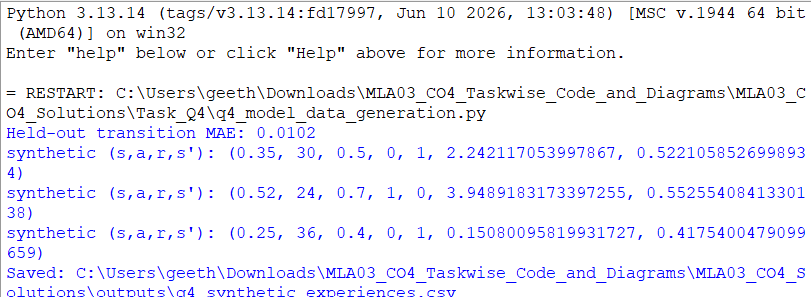 Python 3.13.14 (tags/v3.13.14:fd17997, Jun 10 2026, 13:03:48) [MSC v.1944 64 bit
(AMD64)] on win32
Enter "help" below or click "Help" above for more information.
= RESTART: C:\Users\geeth\Downloads\MLA03_CO4_Taskwise_Code_and_Diagrams\MLA03_C
O4_Solutions\Task_Q4\q4_model_data_generation.py
Held-out transition MAE: 0.0102
synthetic (s,a,r,s'): (0.35, 30, 0.5, 0, 1, 2.242117053997867, 0.522105852699893
4)
synthetic (s,a,r,s'): (0.52, 24, 0.7, 1, 0, 3.9489183173397255, 0.55255408413301
38)
synthetic (s,a,r,s'): (0.25, 36, 0.4, 0, 1, 0.15080095819931727, 0.4175400479099
659)
Saved: C:\Users\geeth\Downloads\MLA03_CO4_Taskwise_Code_and_Diagrams\MLA03_CO4_S
olutions\outputs\q4_synthetic_experiences.csv